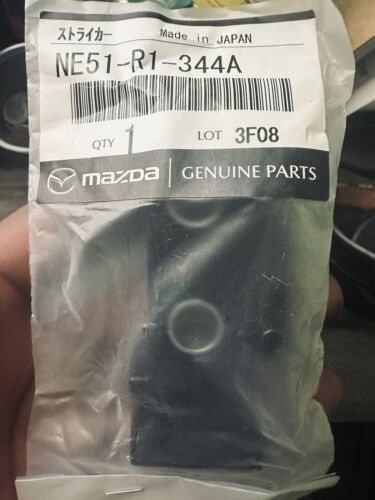 ストライカー Made in JAPAN
NE51-R1-344A
QTY 1 LOT 3F08
mazda GENUINE PARTS